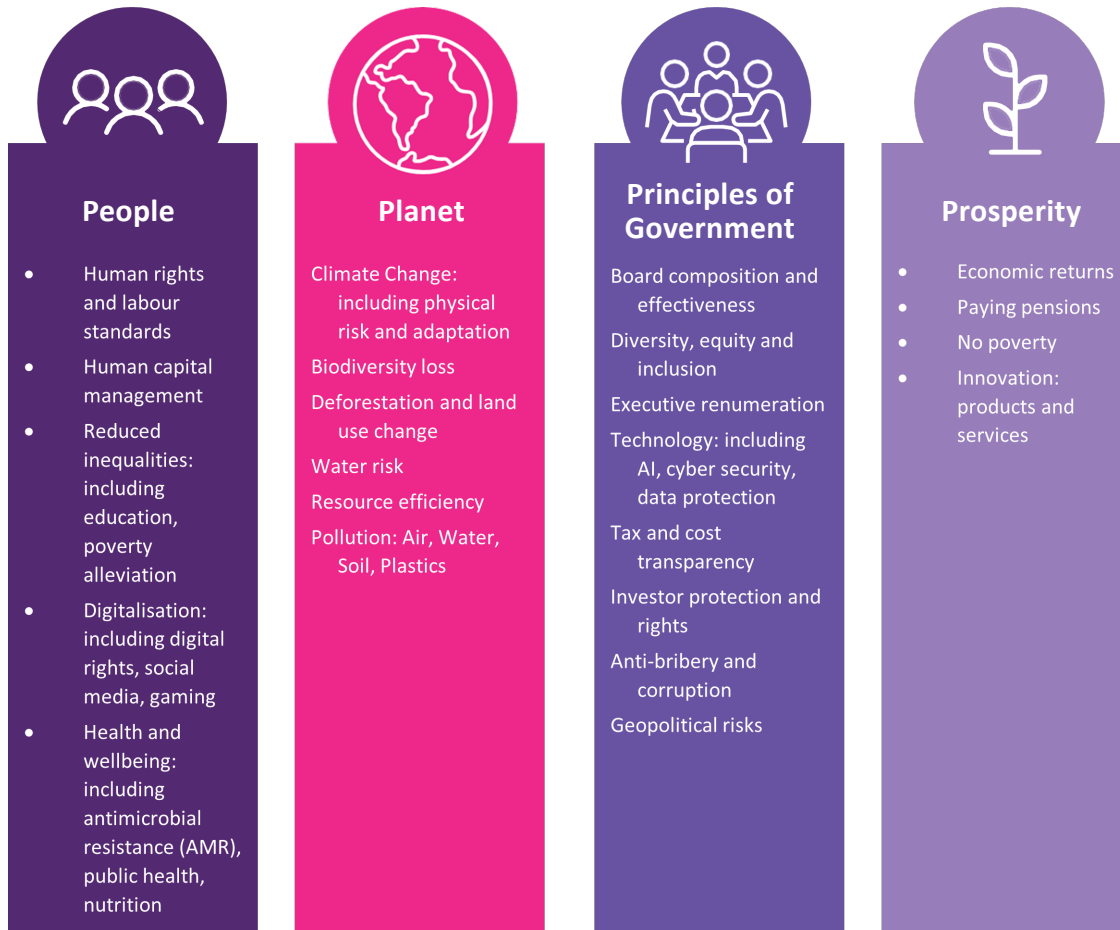 People
• Human rights
and labour
standards
• Human capital
management
• Reduced
inequalities:
including
education,
poverty
alleviation
• Digitalisation:
including digital
rights, social
media, gaming
• Health and
wellbeing:
including
antimicrobial
resistance (AMR),
public health,
nutrition
Planet
Climate Change:
including physical
risk and adaptation
Biodiversity loss
Deforestation and land
use change
Water risk
Resource efficiency
Pollution: Air, Water,
Soil, Plastics
Principles of
Government
Board composition and
effectiveness
Diversity, equity and
inclusion
Executive renumeration
Technology: including
AI, cyber security,
data protection
Tax and cost
transparency
Investor protection and
rights
Anti-bribery and
corruption
Geopolitical risks
Prosperity
• Economic returns
• Paying pensions
• No poverty
• Innovation:
products and
services